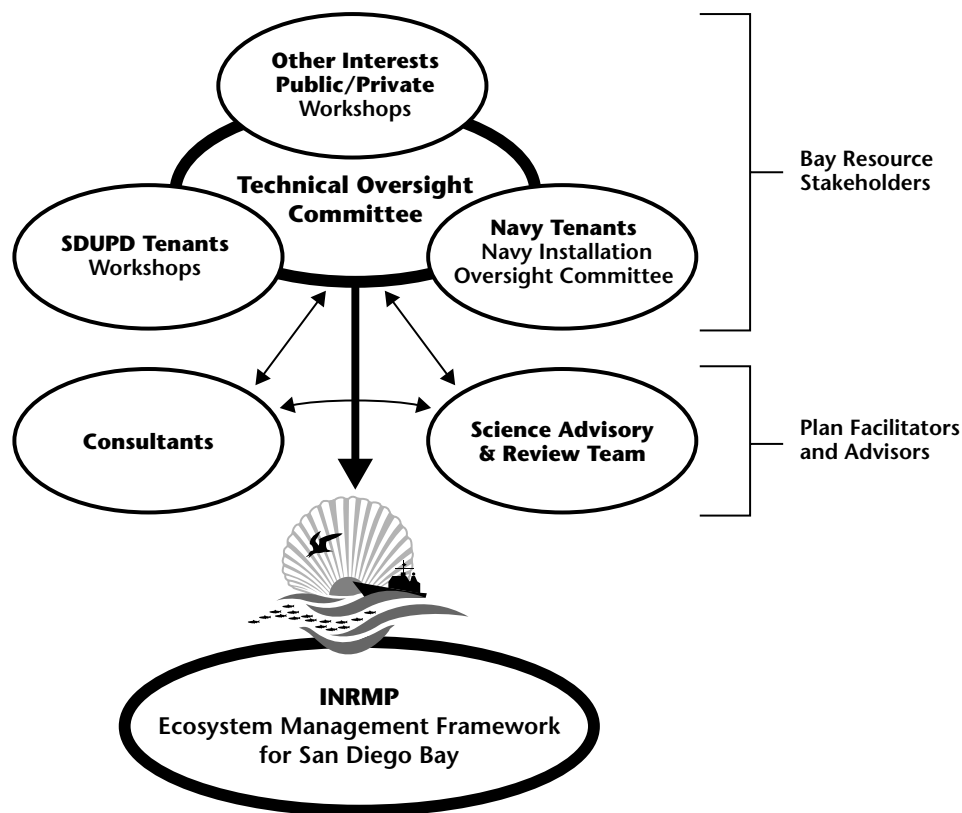 Other Interests
Public/Private
Workshops
Technical Oversight
Committee
SDUPD Tenants
Workshops
Navy Tenants
Navy Installation
Oversight Committee
Bay Resource
Stakeholders
Consultants
Science Advisory
& Review Team
Plan Facilitators
and Advisors
INRMP
Ecosystem Management Framework
for San Diego Bay